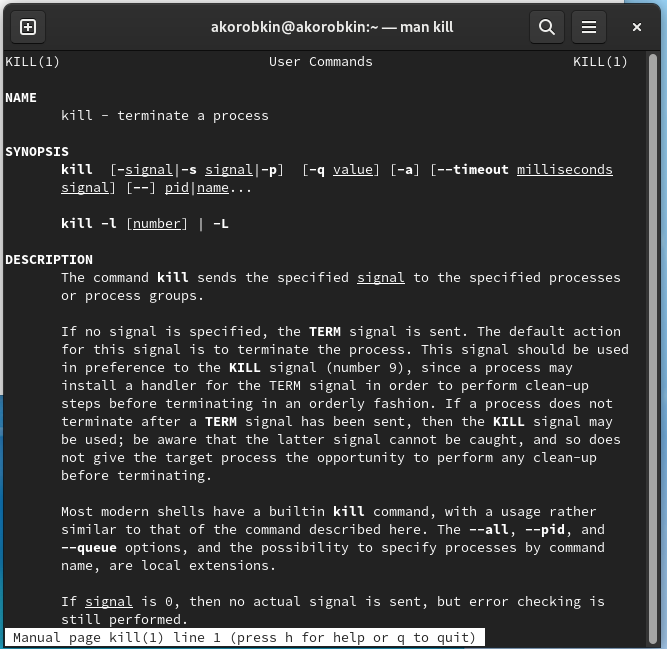 akorobkin@akorobkin:~ — man kill
KILL(1) User Commands KILL(1)
NAME
kill - terminate a process
SYNOPSIS
kill [-signal|-s signal|-p] [-q value] [-a] [--timeout milliseconds
signal] [--] pid|name...
kill -l [number] | -L
DESCRIPTION
The command kill sends the specified signal to the specified processes
or process groups.
If no signal is specified, the TERM signal is sent. The default action
for this signal is to terminate the process. This signal should be used
in preference to the KILL signal (number 9), since a process may
install a handler for the TERM signal in order to perform clean-up
steps before terminating in an orderly fashion. If a process does not
terminate after a TERM signal has been sent, then the KILL signal may
be used; be aware that the latter signal cannot be caught, and so does
not give the target process the opportunity to perform any clean-up
before terminating.
Most modern shells have a builtin kill command, with a usage rather
similar to that of the command described here. The --all, --pid, and
--queue options, and the possibility to specify processes by command
name, are local extensions.
If signal is 0, then no actual signal is sent, but error checking is
still performed.
Manual page kill(1) line 1 (press h for help or q to quit)